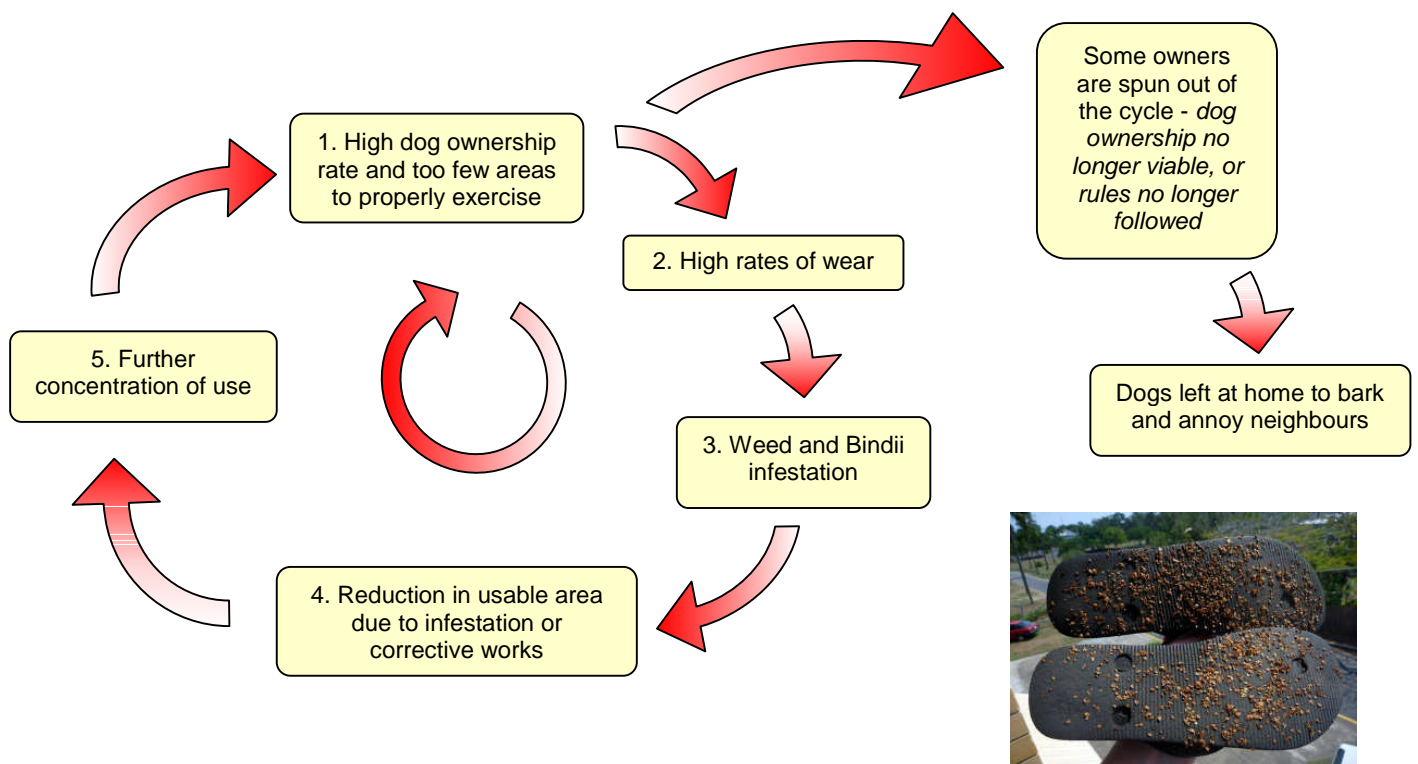 1. High dog ownership
rate and too few areas
to properly exercise
2. High rates of wear
3. Weed and Bindii
infestation
4. Reduction in usable area
due to infestation or
corrective works
5. Further
concentration of use
Some owners
are spun out of
the cycle - dog
ownership no
longer viable, or
rules no longer
followed
Dogs left at home to bark
and annoy neighbours